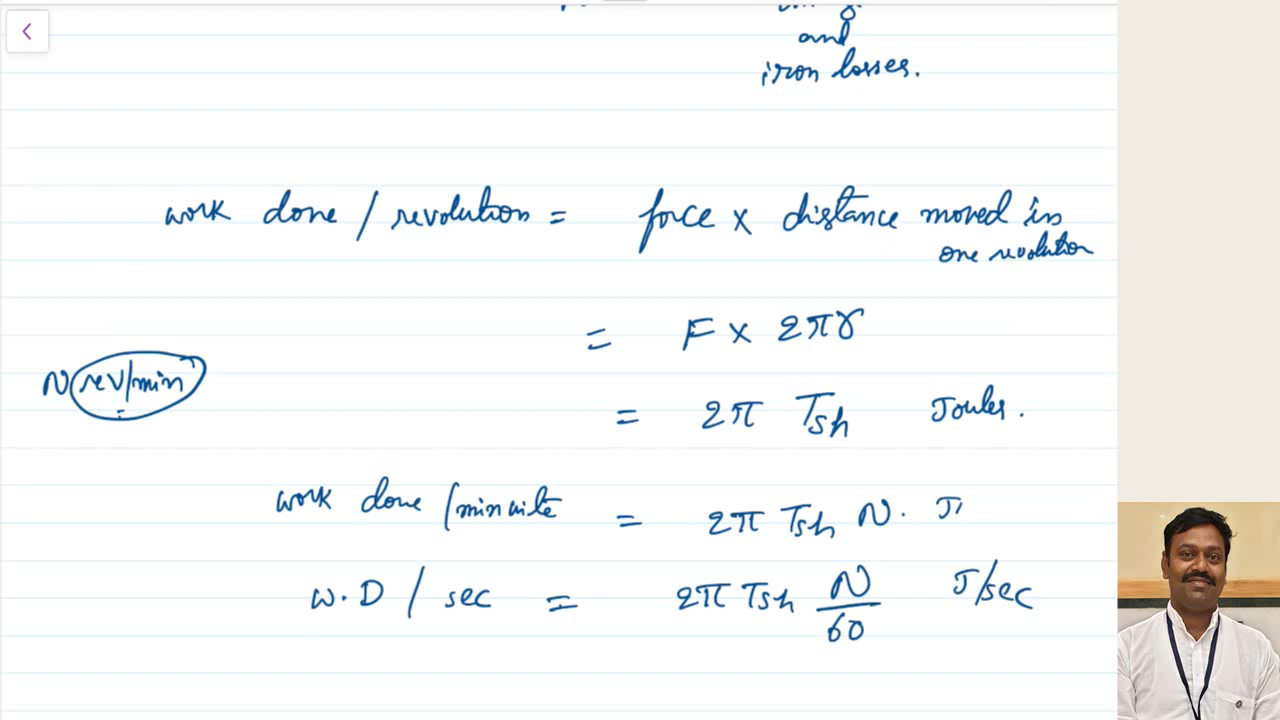 and
iron losses.
work done / revolution = force x distance moved in
one revolution
= F x 2πr
N rev/min
= 2π Tsh Joules.
work done /minuite = 2π Tsh N. J
W.D / sec = 2π Tsh N/60 J/sec